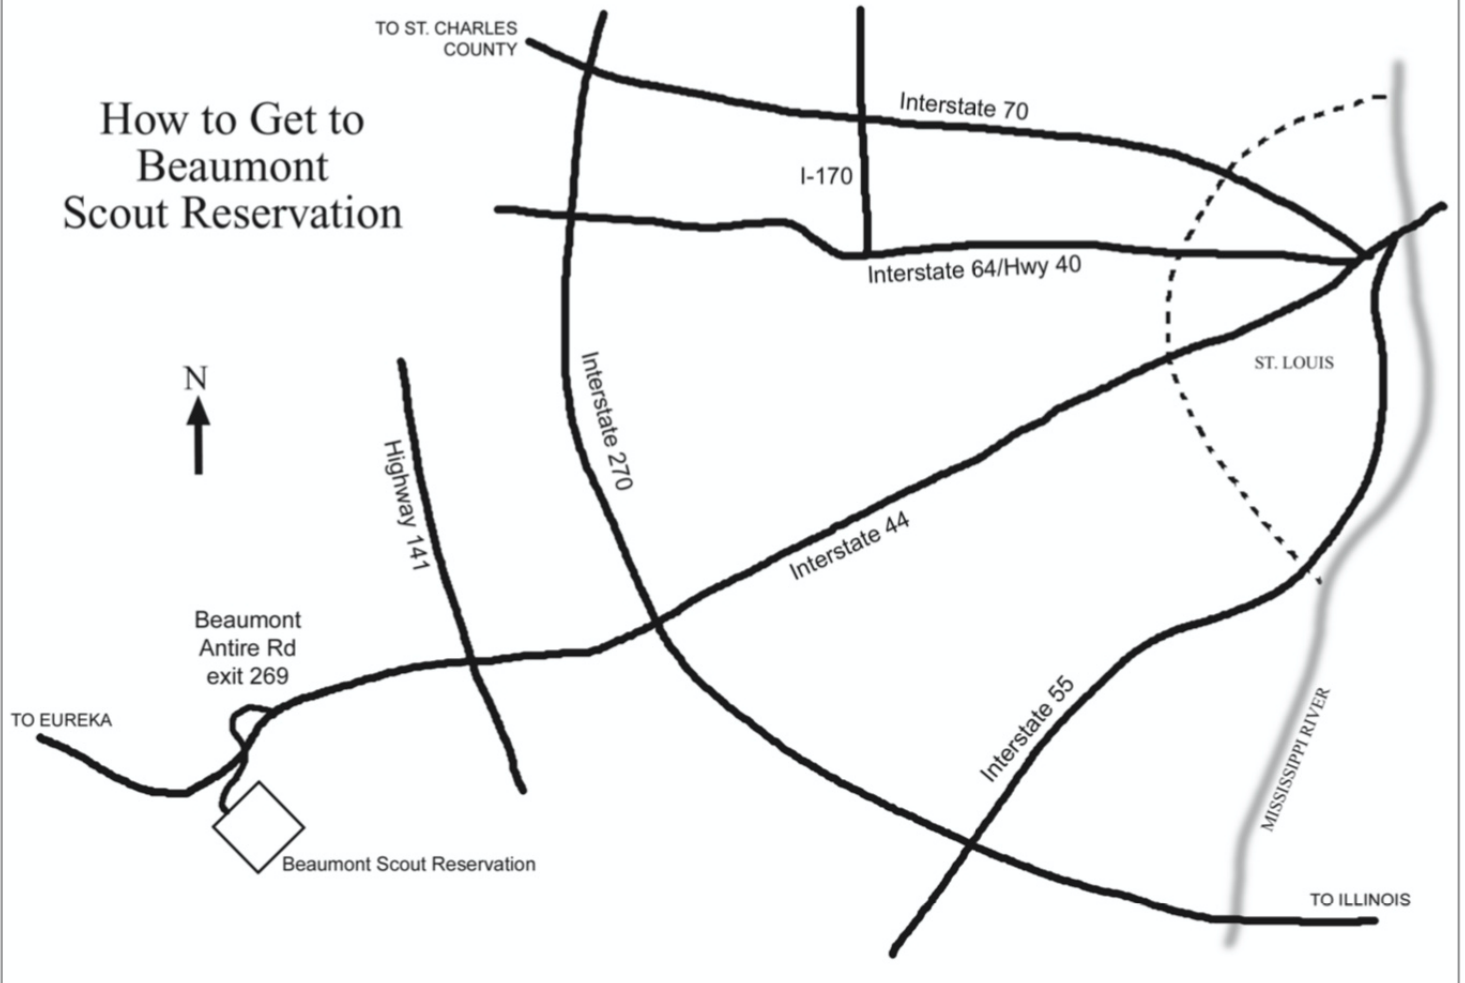 TO ST. CHARLES
COUNTY
How to Get to
Beaumont
Scout Reservation
Interstate 70
I-170
Interstate 64/Hwy 40
N
Interstate 270
ST. LOUIS
Highway 141
Interstate 44
Beaumont
Antire Rd
exit 269
TO EUREKA
Interstate 55
MISSISSIPPI RIVER
Beaumont Scout Reservation
TO ILLINOIS